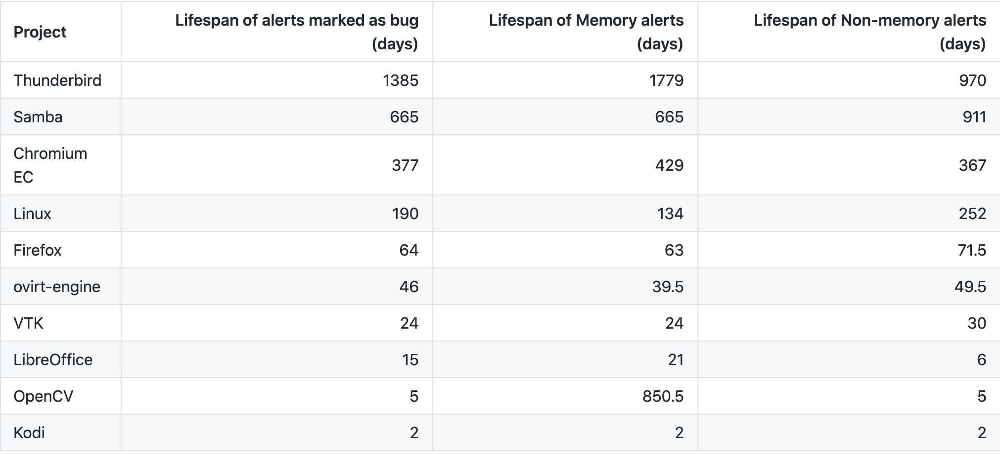 Project Lifespan of alerts marked as bug (days) Lifespan of Memory alerts (days) Lifespan of Non-memory alerts (days)
Thunderbird 1385 1779 970
Samba 665 665 911
Chromium EC 377 429 367
Linux 190 134 252
Firefox 64 63 71.5
ovirt-engine 46 39.5 49.5
VTK 24 24 30
LibreOffice 15 21 6
OpenCV 5 850.5 5
Kodi 2 2 2